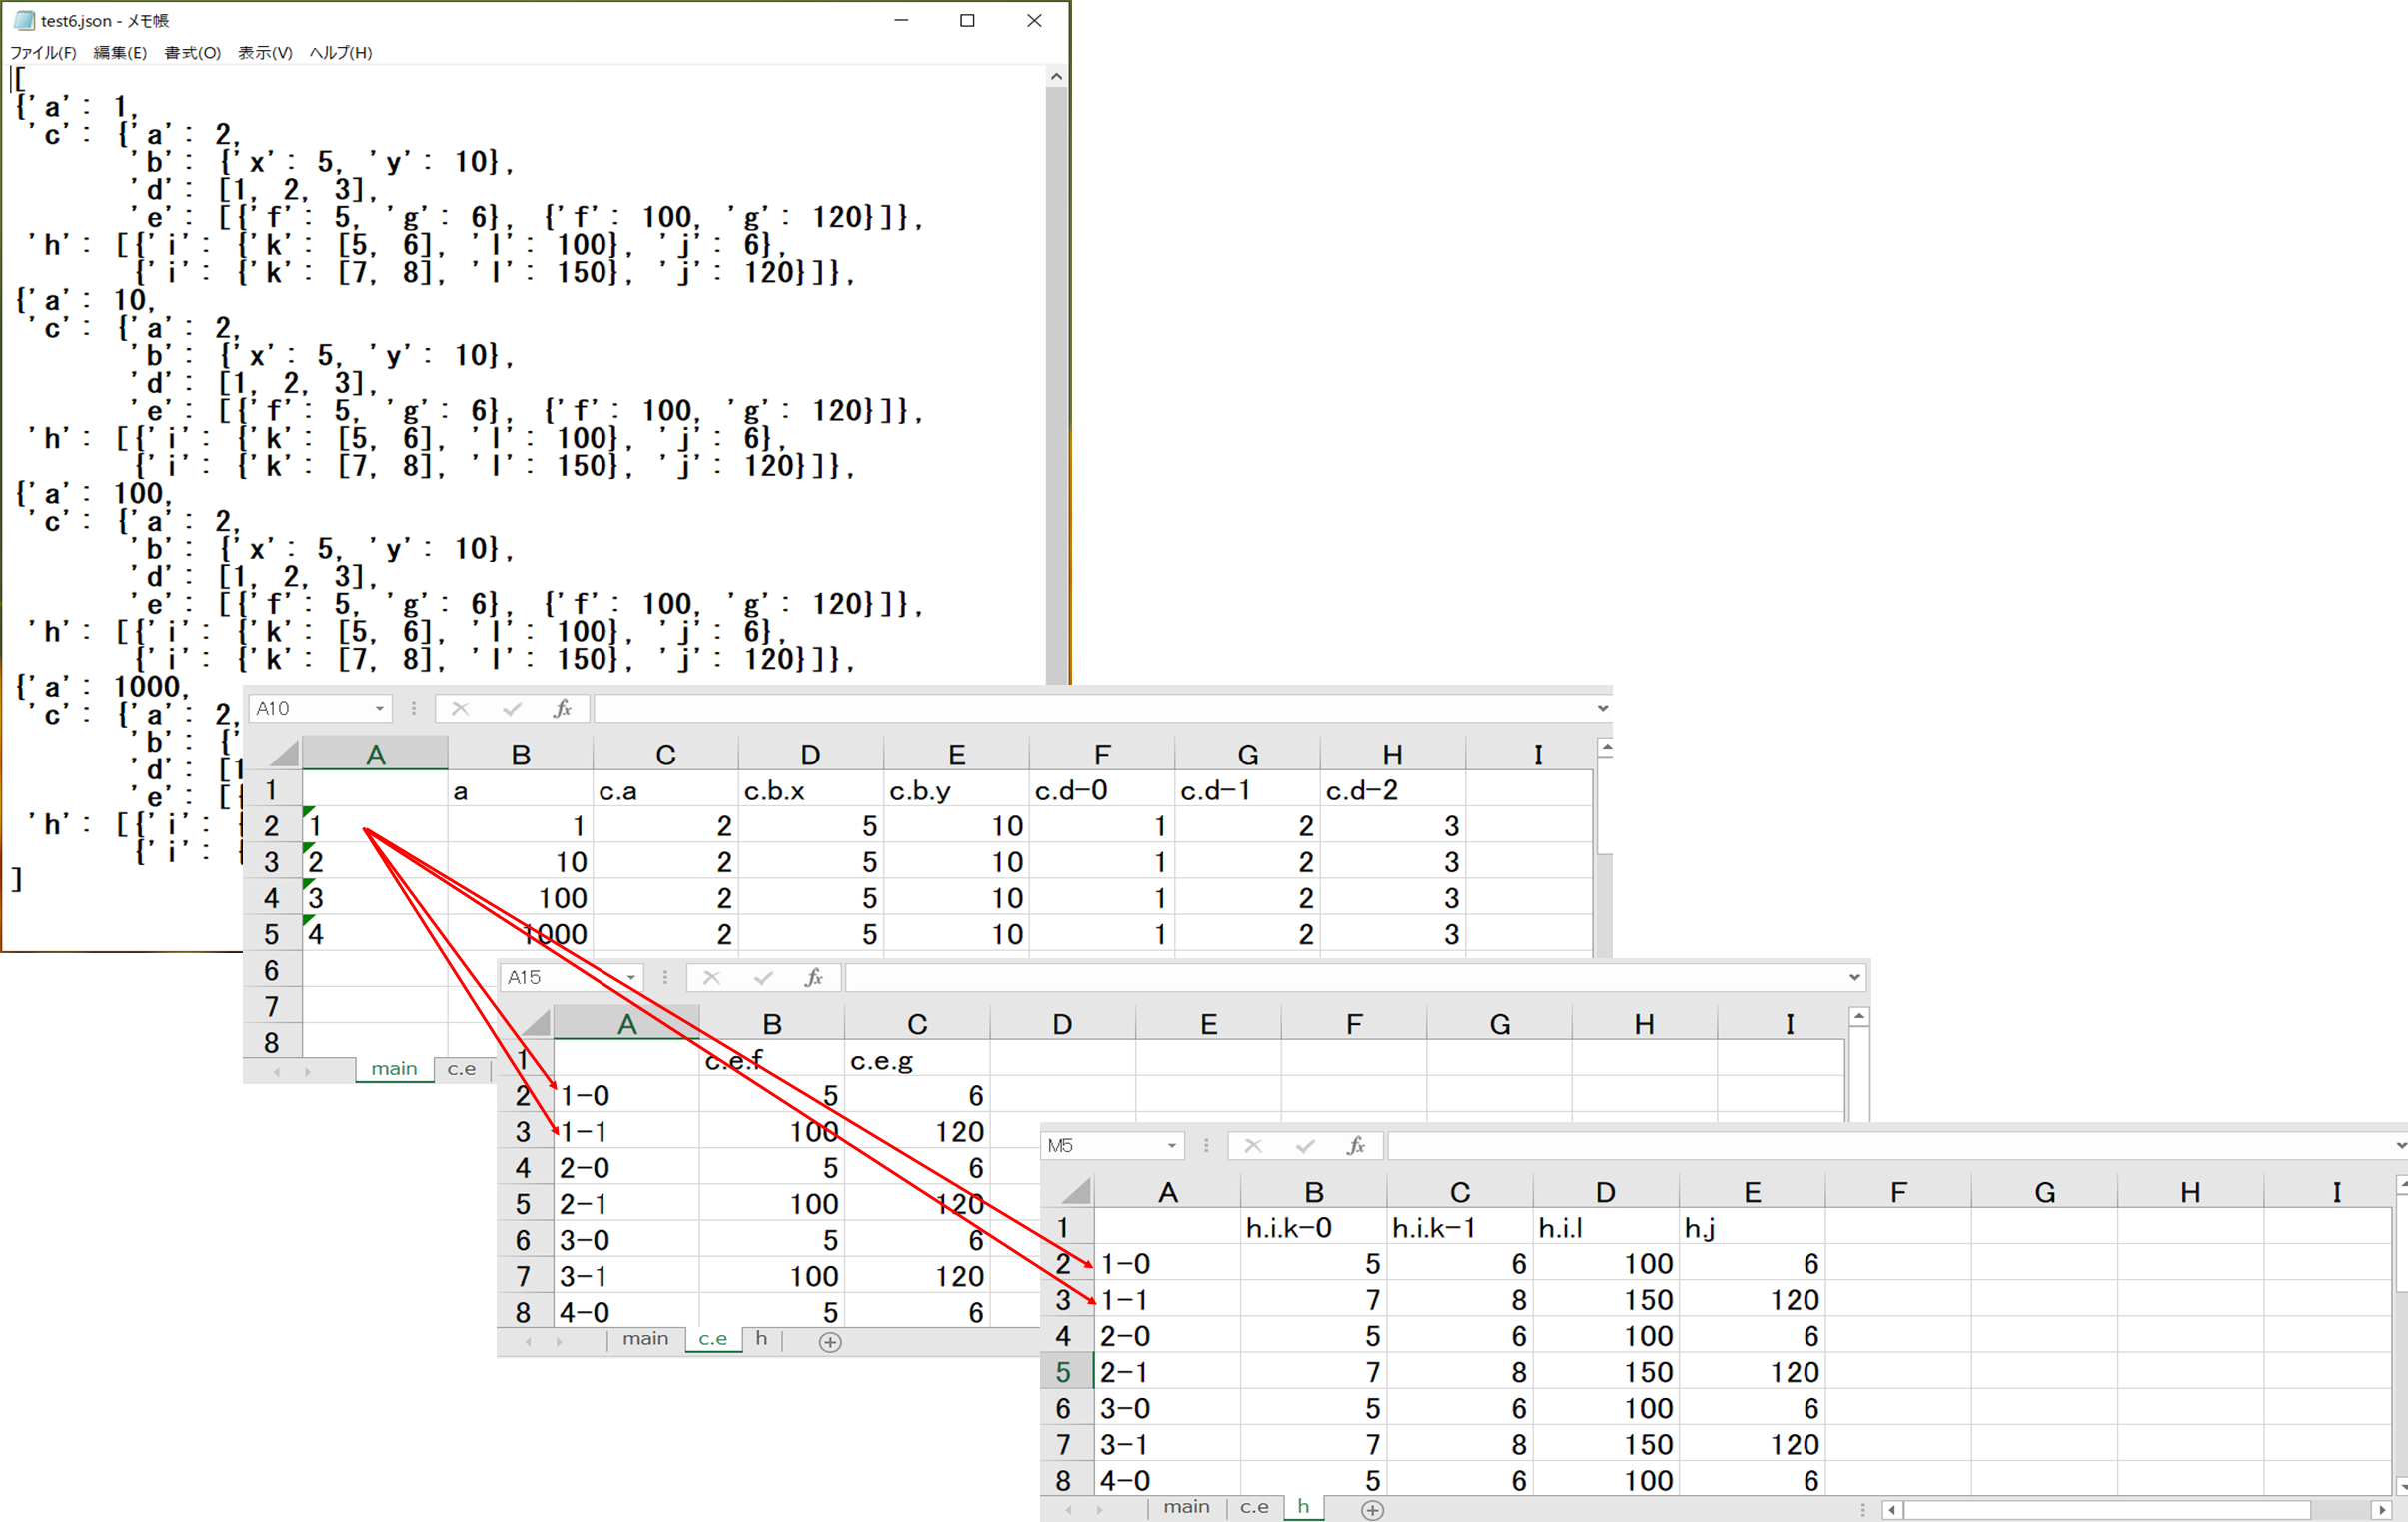 test6.json - メモ帳
ファイル(F) 編集(E) 書式(O) 表示(V) ヘルプ(H)
[
{'a': 1,
 'c': {'a': 2,
       'b': {'x': 5, 'y': 10},
       'd': [1, 2, 3],
       'e': [{'f': 5, 'g': 6}, {'f': 100, 'g': 120}]},
 'h': [{'i': {'k': [5, 6], 'l': 100}, 'j': 6},
       {'i': {'k': [7, 8], 'l': 150}, 'j': 120}]},
{'a': 10,
 'c': {'a': 2,
       'b': {'x': 5, 'y': 10},
       'd': [1, 2, 3],
       'e': [{'f': 5, 'g': 6}, {'f': 100, 'g': 120}]},
 'h': [{'i': {'k': [5, 6], 'l': 100}, 'j': 6},
       {'i': {'k': [7, 8], 'l': 150}, 'j': 120}]},
{'a': 100,
 'c': {'a': 2,
       'b': {'x': 5, 'y': 10},
       'd': [1, 2, 3],
       'e': [{'f': 5, 'g': 6}, {'f': 100, 'g': 120}]},
 'h': [{'i': {'k': [5, 6], 'l': 100}, 'j': 6},
       {'i': {'k': [7, 8], 'l': 150}, 'j': 120}]},
{'a': 1000,
 'c': {'a': 2,
       'b': {'
       'd': [1
       'e': [{
 'h': [{'i': {
       {'i': {
]
A10 fx
A B C D E F G H I
1 a c.a c.b.x c.b.y c.d-0 c.d-1 c.d-2
2 1 1 2 5 10 1 2 3
3 2 10 2 5 10 1 2 3
4 3 100 2 5 10 1 2 3
5 4 1000 2 5 10 1 2 3
6
7
8
main c.e
A15 fx
A B C D E F G H I
1 c.e.f c.e.g
2 1-0 5 6
3 1-1 100 120
4 2-0 5 6
5 2-1 100 120
6 3-0 5 6
7 3-1 100 120
8 4-0 5 6
main c.e h
M5 fx
A B C D E F G H I
1 h.i.k-0 h.i.k-1 h.i.l h.j
2 1-0 5 6 100 6
3 1-1 7 8 150 120
4 2-0 5 6 100 6
5 2-1 7 8 150 120
6 3-0 5 6 100 6
7 3-1 7 8 150 120
8 4-0 5 6 100 6
main c.e h